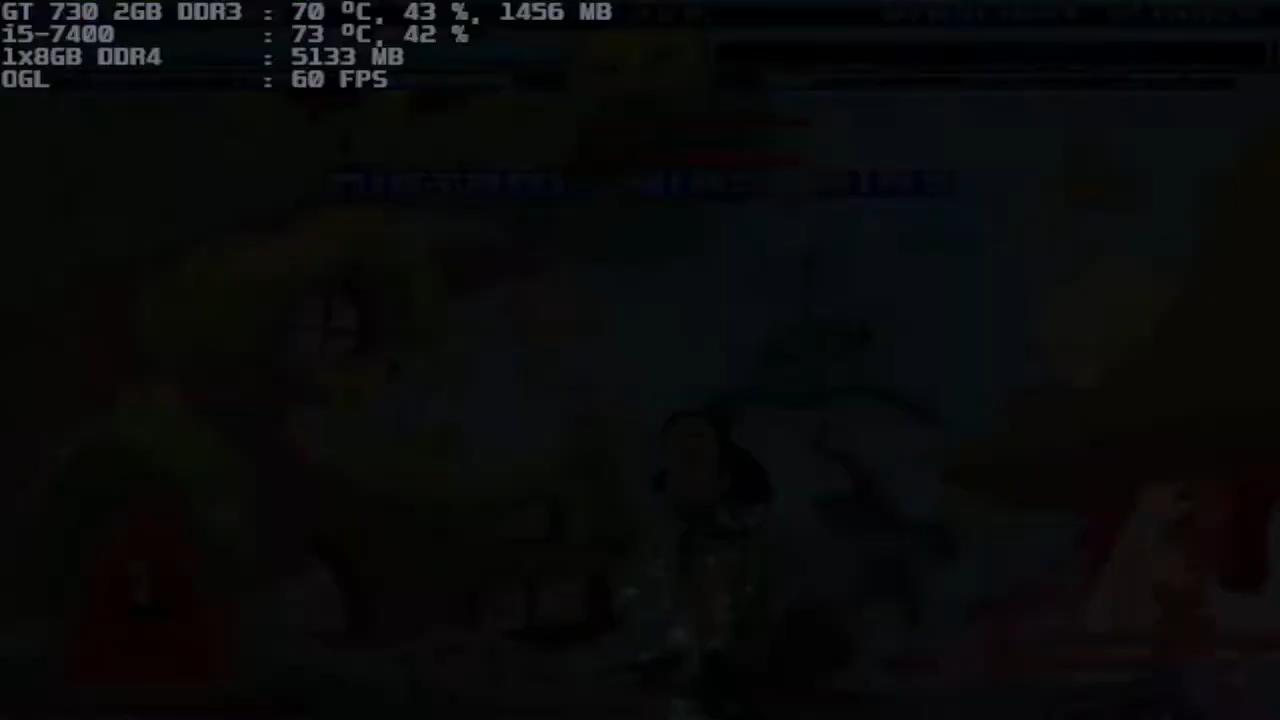 GT 730 2GB DDR3 : 70 ºC, 43 %, 1456 MB
i5-7400 : 73 ºC, 42 %
1x8GB DDR4 : 5133 MB
OGL : 60 FPS